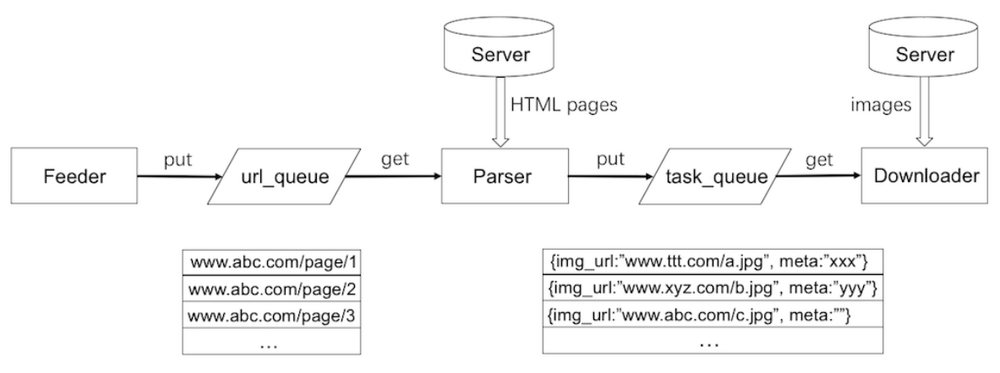 Server
Server
HTML pages
images
Feeder
put
url_queue
get
Parser
put
task_queue
get
Downloader
www.abc.com/page/1
www.abc.com/page/2
www.abc.com/page/3
...
{img_url:”www.ttt.com/a.jpg”, meta:”xxx”}
{img_url:”www.xyz.com/b.jpg”, meta:”yyy”}
{img_url:”www.abc.com/c.jpg”, meta:””}
...